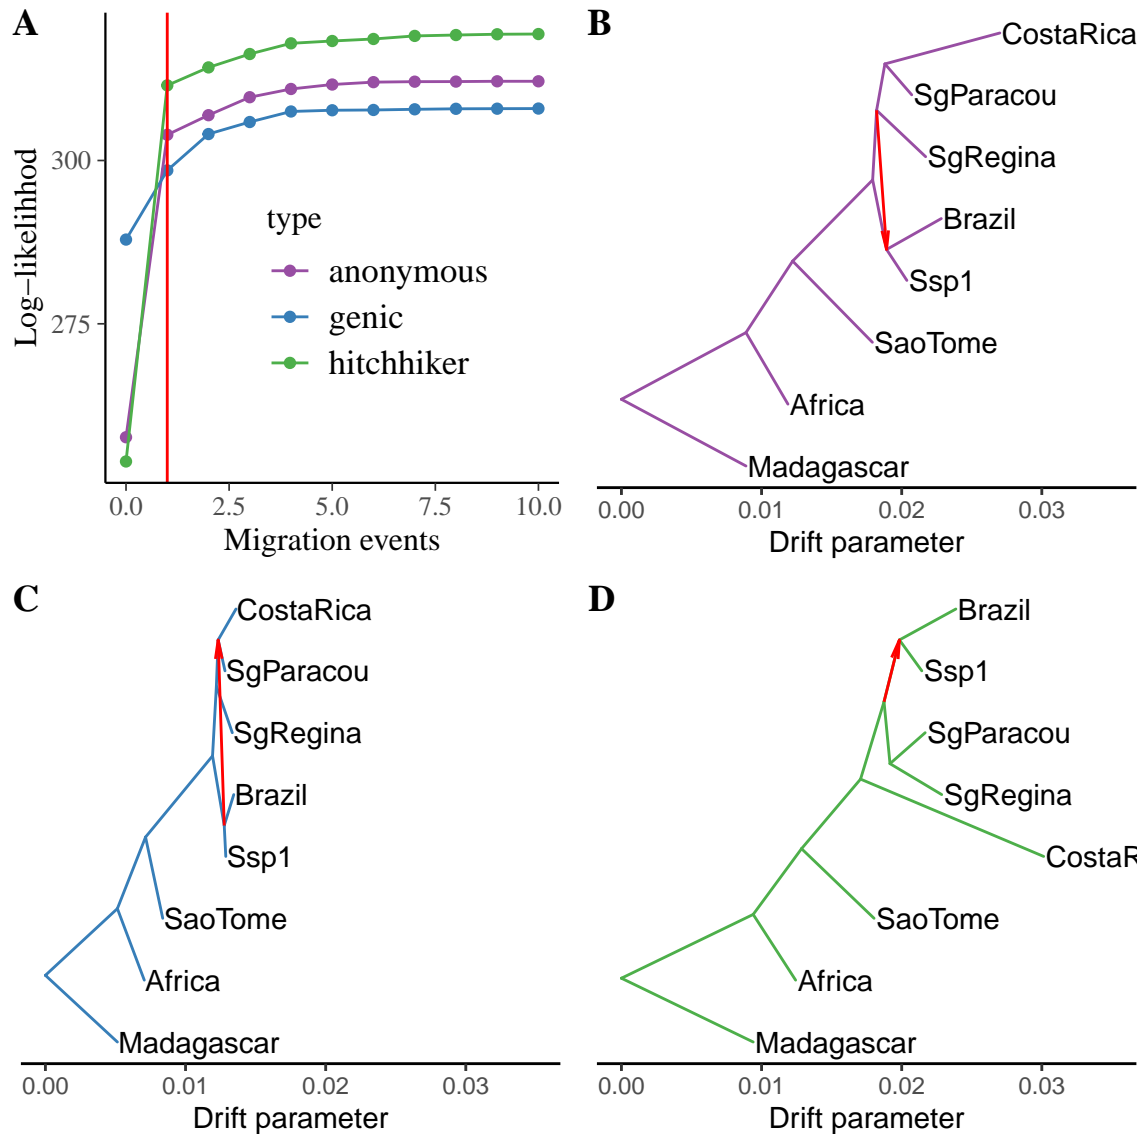 A
Log−likelihhod
300
275
type
anonymous
genic
hitchhiker
0.0 2.5 5.0 7.5 10.0
Migration events
B
CostaRica
SgParacou
SgRegina
Brazil
Ssp1
SaoTome
Africa
Madagascar
0.00 0.01 0.02 0.03
Drift parameter
C
CostaRica
SgParacou
SgRegina
Brazil
Ssp1
SaoTome
Africa
Madagascar
0.00 0.01 0.02 0.03
Drift parameter
D
Brazil
Ssp1
SgParacou
SgRegina
CostaR
SaoTome
Africa
Madagascar
0.00 0.01 0.02 0.03
Drift parameter